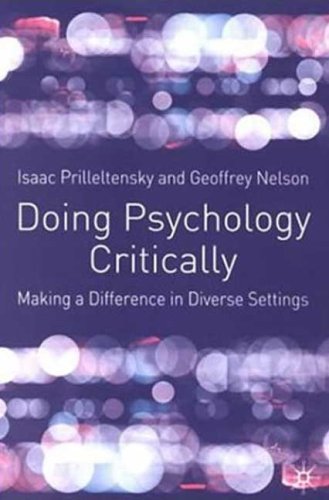 Isaac Prilleltensky and Geoffrey Nelson
Doing Psychology
Critically
Making a Difference in Diverse Settings